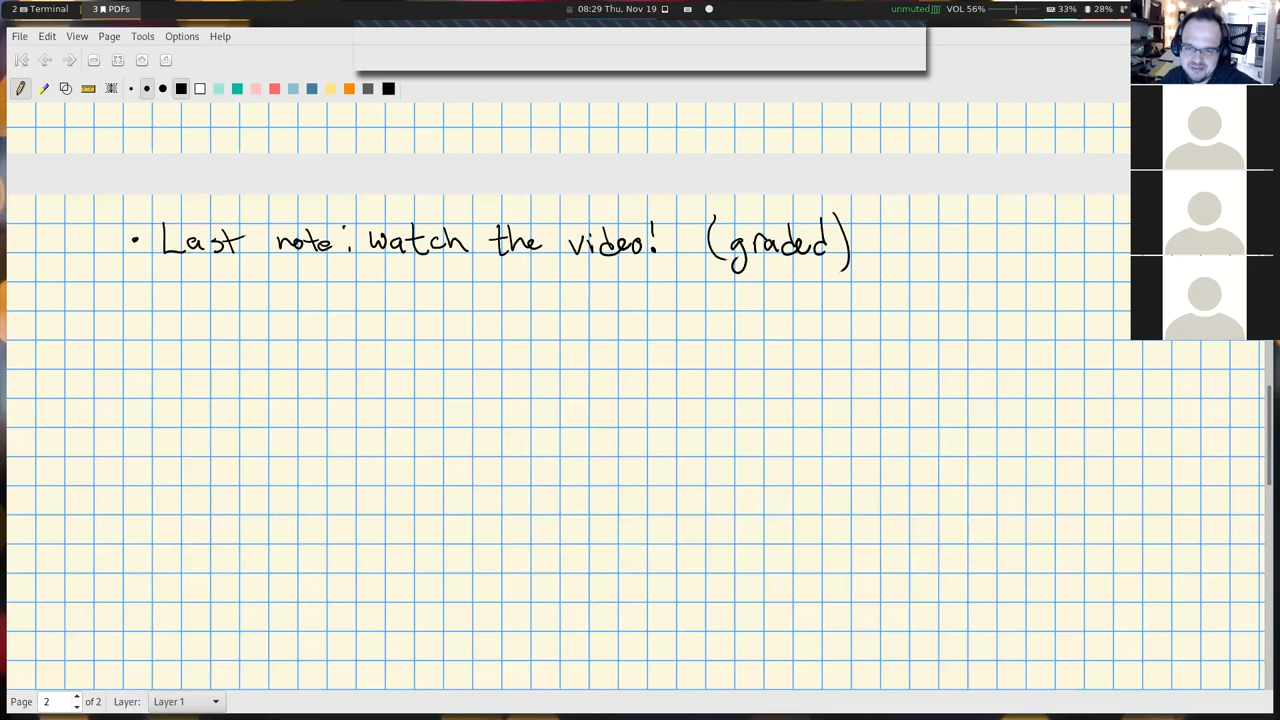 2 Terminal 3 PDFs 08:29 Thu, Nov 19 unmuted VOL 56% 33% 28%
File Edit View Page Tools Options Help
• Last note: watch the video! (graded)
Page 2 of 2 Layer: Layer 1